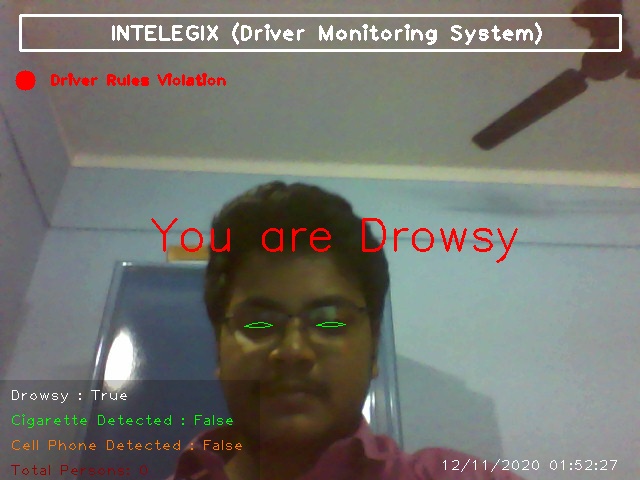 INTELEGIX (Driver Monitoring System)
Driver Rules Violation
You are Drowsy
Drowsy : True
Cigarette Detected : False
Cell Phone Detected : False
Total Persons: 0
12/11/2020 01:52:27